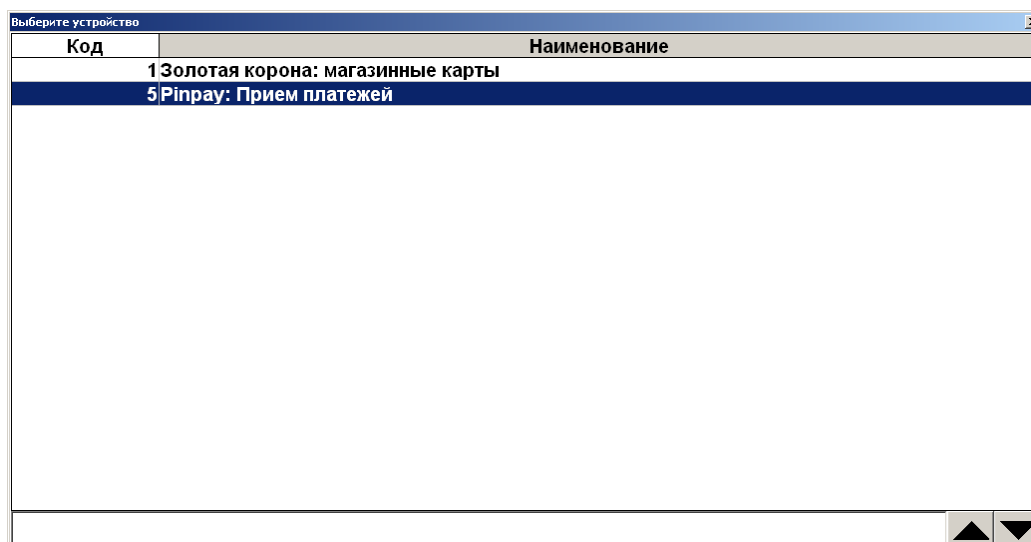 Выберите устройство
Код Наименование
1 Золотая корона: магазинные карты
5 Pinpay: Прием платежей